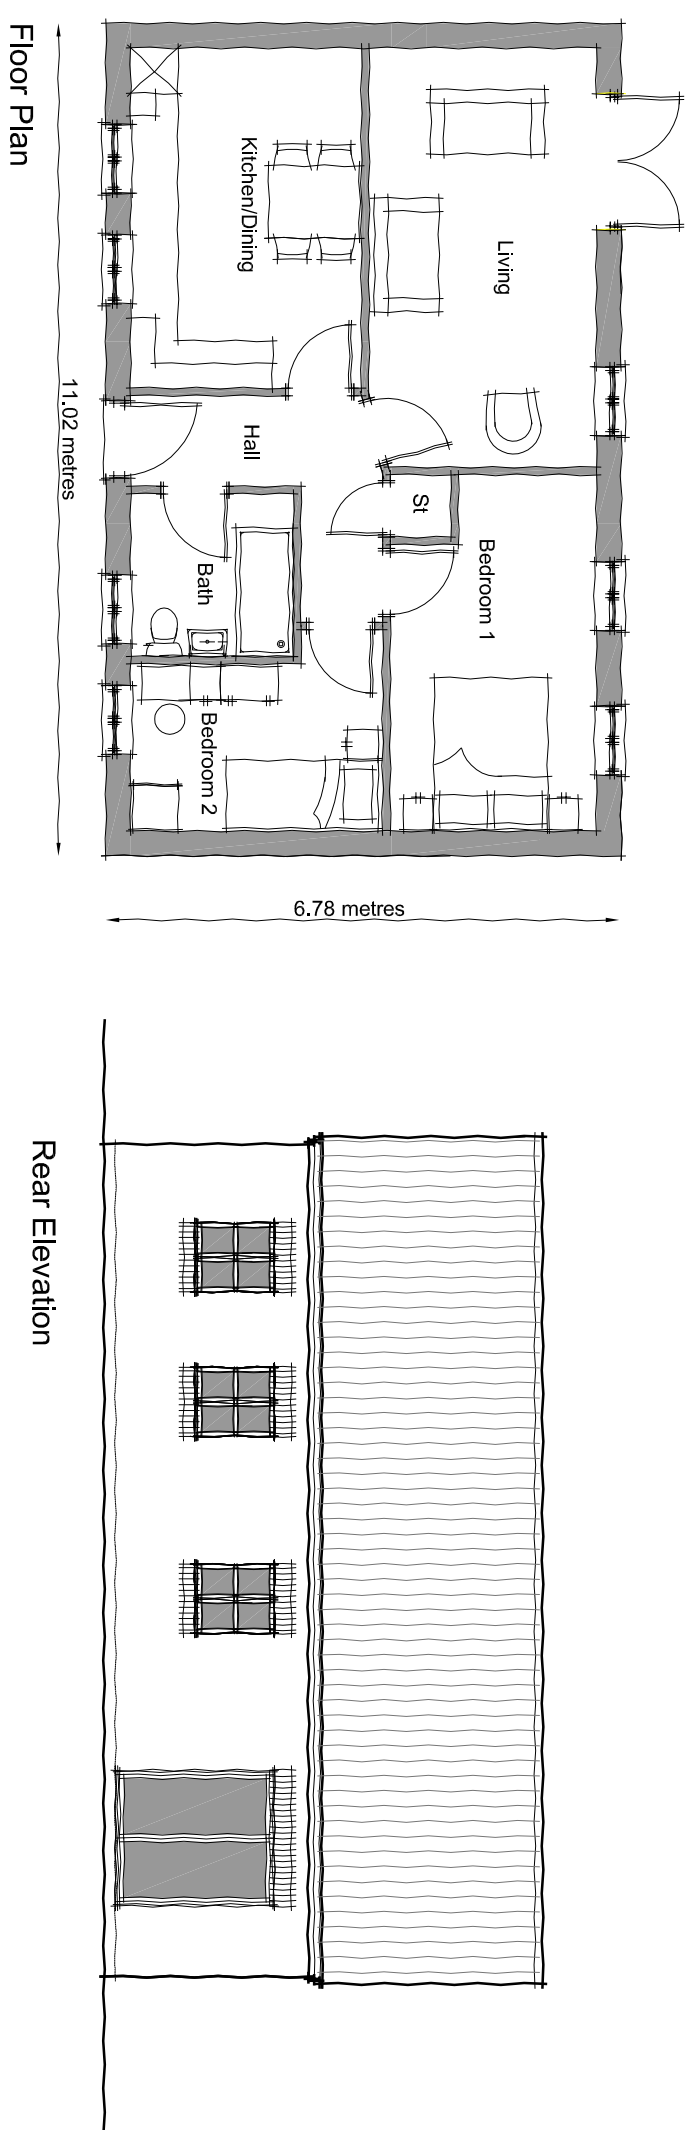 Living
Kitchen/Dining
Hall
St
Bedroom 1
Bath
Bedroom 2
6.78 metres
11.02 metres
Floor Plan
Rear Elevation